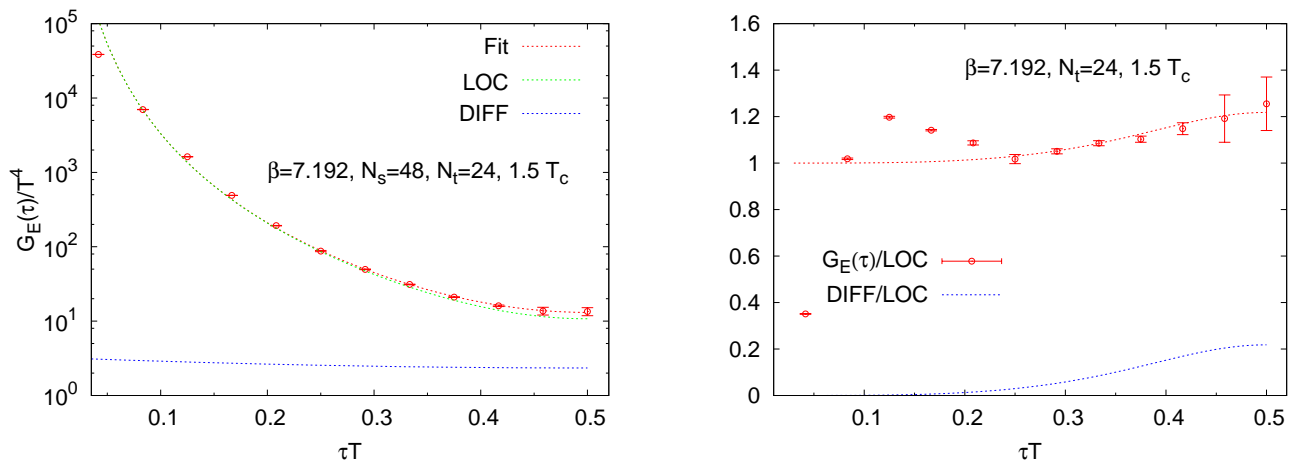 10^5
10^4
10^3
10^2
10^1
10^0
G_E(τ)/T^4
Fit
LOC
DIFF
β=7.192, N_s=48, N_t=24, 1.5 T_c
0.1 0.2 0.3 0.4 0.5
τT
1.6
1.4
1.2
1
0.8
0.6
0.4
0.2
0
β=7.192, N_t=24, 1.5 T_c
G_E(τ)/LOC
DIFF/LOC
0.1 0.2 0.3 0.4 0.5
τT